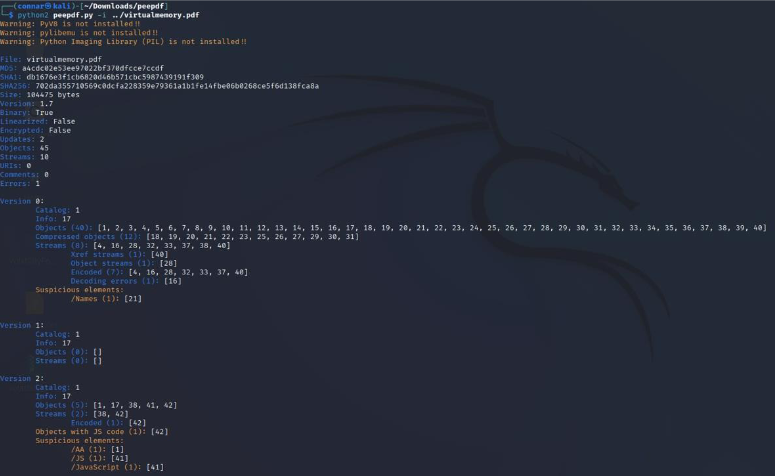 (connar㉿kali)-[~/Downloads/peepdf]
$ python2 peepdf.py -i ../virtualmemory.pdf
Warning: PyV8 is not installed!!
Warning: pylibemu is not installed!!
Warning: Python Imaging Library (PIL) is not installed!!
File: virtualmemory.pdf
MD5: a4cdc02e53ee97022bf370dfcce7ccdf
SHA1: db1676e3f1cb6820d46b571cbc5987439191f309
SHA256: 702da355710569c0dcfa228359e79361a1b1fe14fbe06b0268ce5f6d138fca8a
Size: 104475 bytes
Version: 1.7
Binary: True
Linearized: False
Encrypted: False
Updates: 2
Objects: 45
Streams: 10
URIs: 0
Comments: 0
Errors: 1
Version 0:
Catalog: 1
Info: 17
Objects (40): [1, 2, 3, 4, 5, 6, 7, 8, 9, 10, 11, 12, 13, 14, 15, 16, 17, 18, 19, 20, 21, 22, 23, 24, 25, 26, 27, 28, 29, 30, 31, 32, 33, 34, 35, 36, 37, 38, 39, 40]
Compressed objects (12): [18, 19, 20, 21, 22, 23, 25, 26, 27, 29, 30, 31]
Streams (8): [4, 16, 28, 32, 33, 37, 38, 40]
Xref streams (1): [40]
Object streams (1): [28]
Encoded (7): [4, 16, 28, 32, 33, 37, 40]
Decoding errors (1): [16]
Suspicious elements:
/Names (1): [21]
Version 1:
Catalog: 1
Info: 17
Objects (0): []
Streams (0): []
Version 2:
Catalog: 1
Info: 17
Objects (5): [1, 17, 38, 41, 42]
Streams (2): [38, 42]
Encoded (1): [42]
Objects with JS code (1): [42]
Suspicious elements:
/AA (1): [1]
/JS (1): [41]
/JavaScript (1): [41]